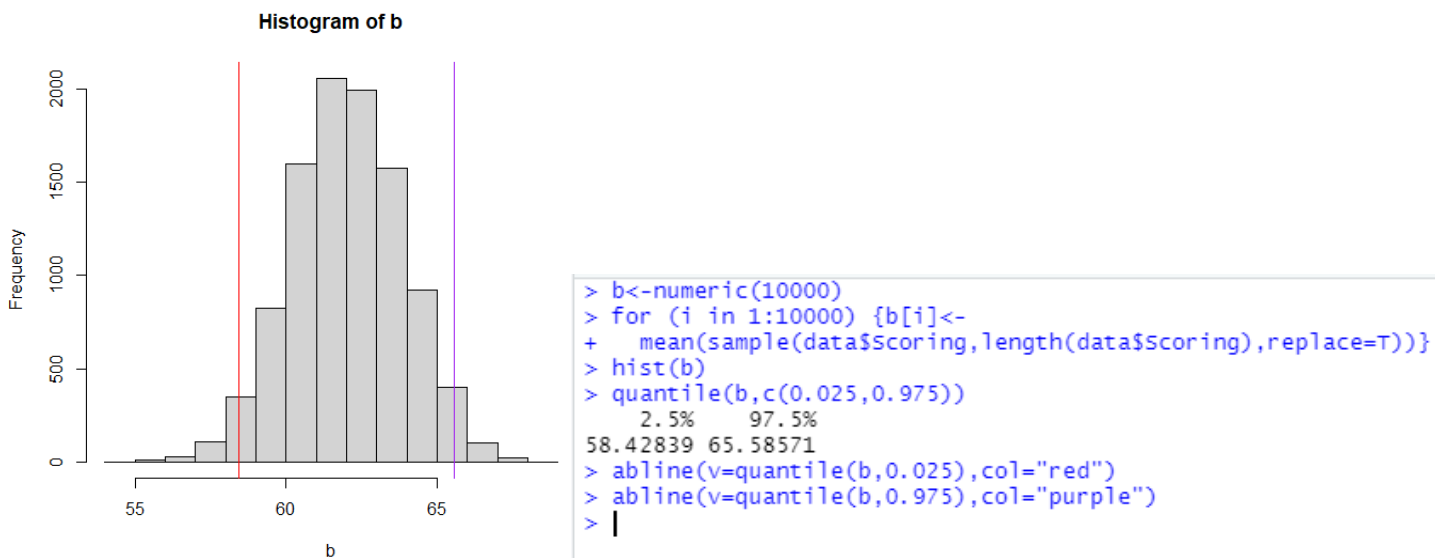 Histogram of b
Frequency
2000
1500
1000
500
0
55 60 65
b
> b<-numeric(10000)
> for (i in 1:10000) {b[i]<-
+   mean(sample(data$Scoring,length(data$Scoring),replace=T))}
> hist(b)
> quantile(b,c(0.025,0.975))
    2.5%    97.5%
58.42839 65.58571
> abline(v=quantile(b,0.025),col="red")
> abline(v=quantile(b,0.975),col="purple")
>